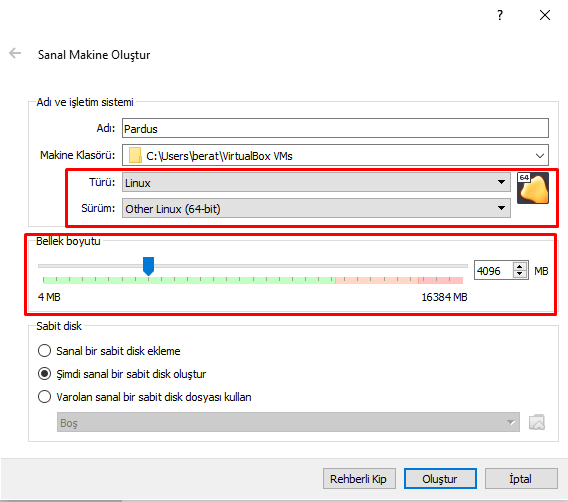 ?
Sanal Makine Oluştur
Adı ve işletim sistemi
Adı: Pardus
Makine Klasörü: C:\Users\berat\VirtualBox VMs
Türü: Linux
64
Sürüm: Other Linux (64-bit)
Bellek boyutu
4096 MB
4 MB 16384 MB
Sabit disk
Sanal bir sabit disk ekleme
Şimdi sanal bir sabit disk oluştur
Varolan sanal bir sabit disk dosyası kullan
Boş
Rehberli Kip Oluştur İptal